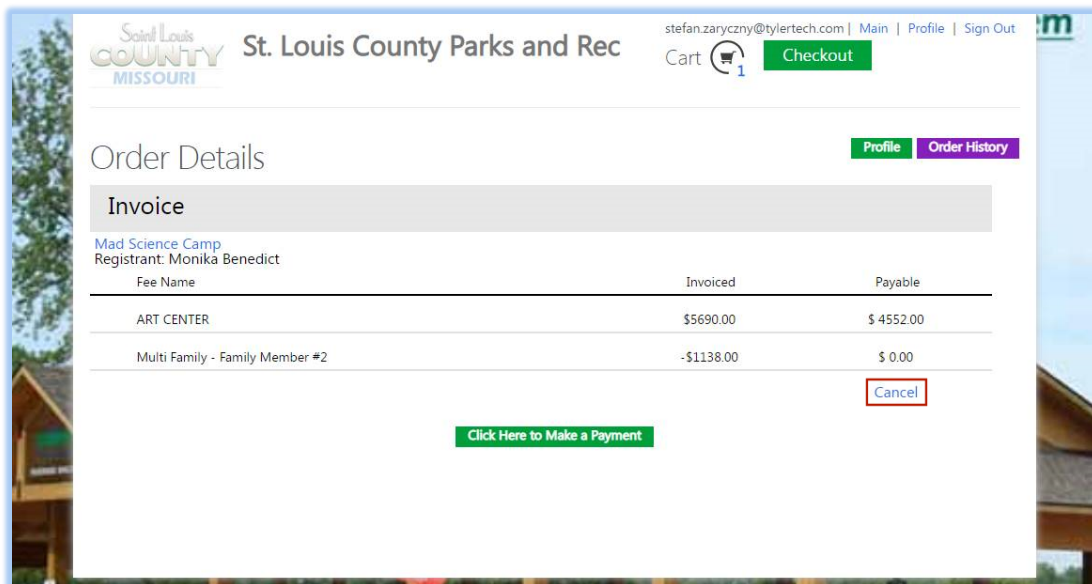 Saint Louis
COUNTY
MISSOURI
St. Louis County Parks and Rec
stefan.zaryczny@tylertech.com | Main | Profile | Sign Out
Cart 1 Checkout
em
Order Details
Profile Order History
Invoice
Mad Science Camp
Registrant: Monika Benedict
Fee Name Invoiced Payable
ART CENTER $5690.00 $ 4552.00
Multi Family - Family Member #2 -$1138.00 $ 0.00
Cancel
Click Here to Make a Payment